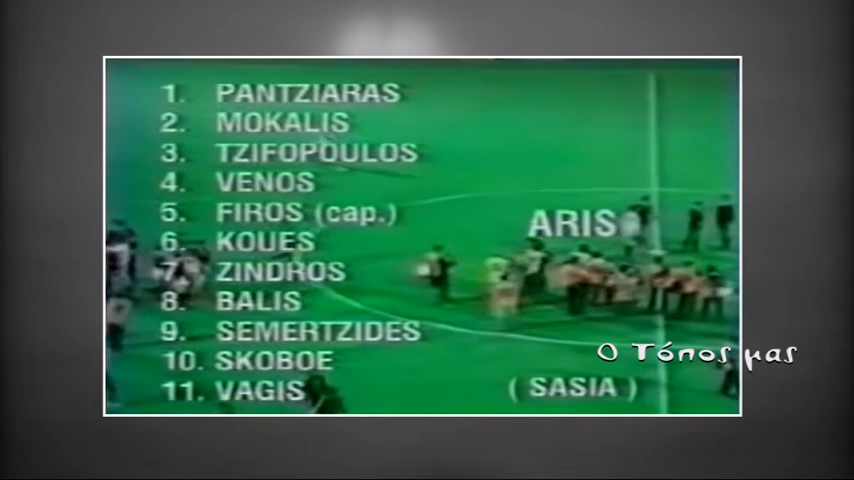 1. PANTZIARAS
2. MOKALIS
3. TZIFOPOULOS
4. VENOS
5. FIROS (cap.)
6. KOUES
7. ZINDROS
8. BALIS
9. SEMERTZIDES
10. SKOBOE
11. VAGIS
ARIS
( SASIA )
Ο Τόπος μας